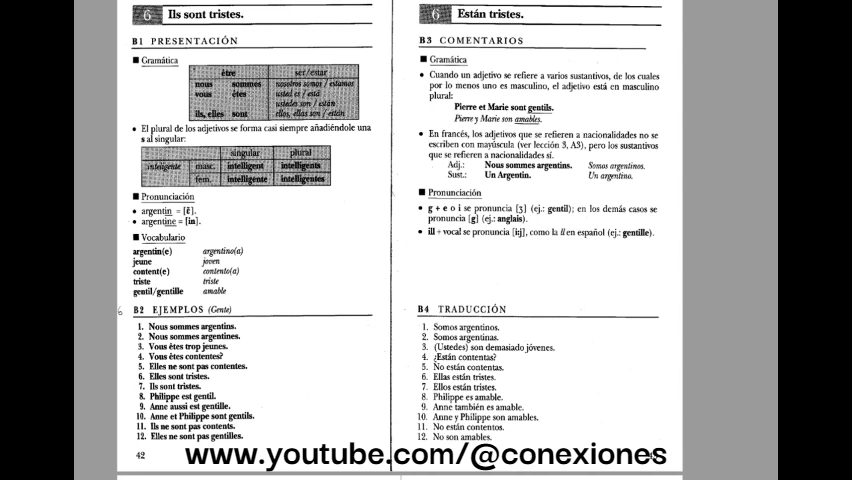 6 Ils sont tristes.
B1 PRESENTACIÓN
■ Gramática
être ser/estar
nous sommes nosotros somos / estamos
vous êtes usted es / está
ustedes son / están
ils, elles sont ellos, ellas son / están
• El plural de los adjetivos se forma casi siempre añadiéndole una
s al singular:
singular plural
inteligente masc. intelligent intelligents
fem. intelligente intelligentes
■ Pronunciación
• argentin = [ɛ̃].
• argentine = [in].
■ Vocabulario
argentin(e) argentino(a)
jeune joven
content(e) contento(a)
triste triste
gentil/gentille amable
B2 EJEMPLOS (Gente)
1. Nous sommes argentins.
2. Nous sommes argentines.
3. Vous êtes trop jeunes.
4. Vous êtes contentes?
5. Elles ne sont pas contentes.
6. Elles sont tristes.
7. Ils sont tristes.
8. Philippe est gentil.
9. Anne aussi est gentille.
10. Anne et Philippe sont gentils.
11. Ils ne sont pas contents.
12. Elles ne sont pas gentilles.
42
6 Están tristes.
B3 COMENTARIOS
■ Gramática
• Cuando un adjetivo se refiere a varios sustantivos, de los cuales
por lo menos uno es masculino, el adjetivo está en masculino
plural:
Pierre et Marie sont gentils.
Pierre y Marie son amables.
• En francés, los adjetivos que se refieren a nacionalidades no se
escriben con mayúscula (ver lección 3, A3), pero los sustantivos
que se refieren a nacionalidades sí.
Adj.: Nous sommes argentins. Somos argentinos.
Sust.: Un Argentin. Un argentino.
■ Pronunciación
• g + e o i se pronuncia [ʒ] (ej.: gentil); en los demás casos se
pronuncia [g] (ej.: anglais).
• ill + vocal se pronuncia [i:j], como la ll en español (ej.: gentille).
B4 TRADUCCIÓN
1. Somos argentinos.
2. Somos argentinas.
3. (Ustedes) son demasiado jóvenes.
4. ¿Están contentas?
5. No están contentas.
6. Ellas están tristes.
7. Ellos están tristes.
8. Philippe es amable.
9. Anne también es amable.
10. Anne y Philippe son amables.
11. No están contentos.
12. No son amables.
www.youtube.com/@conexiones